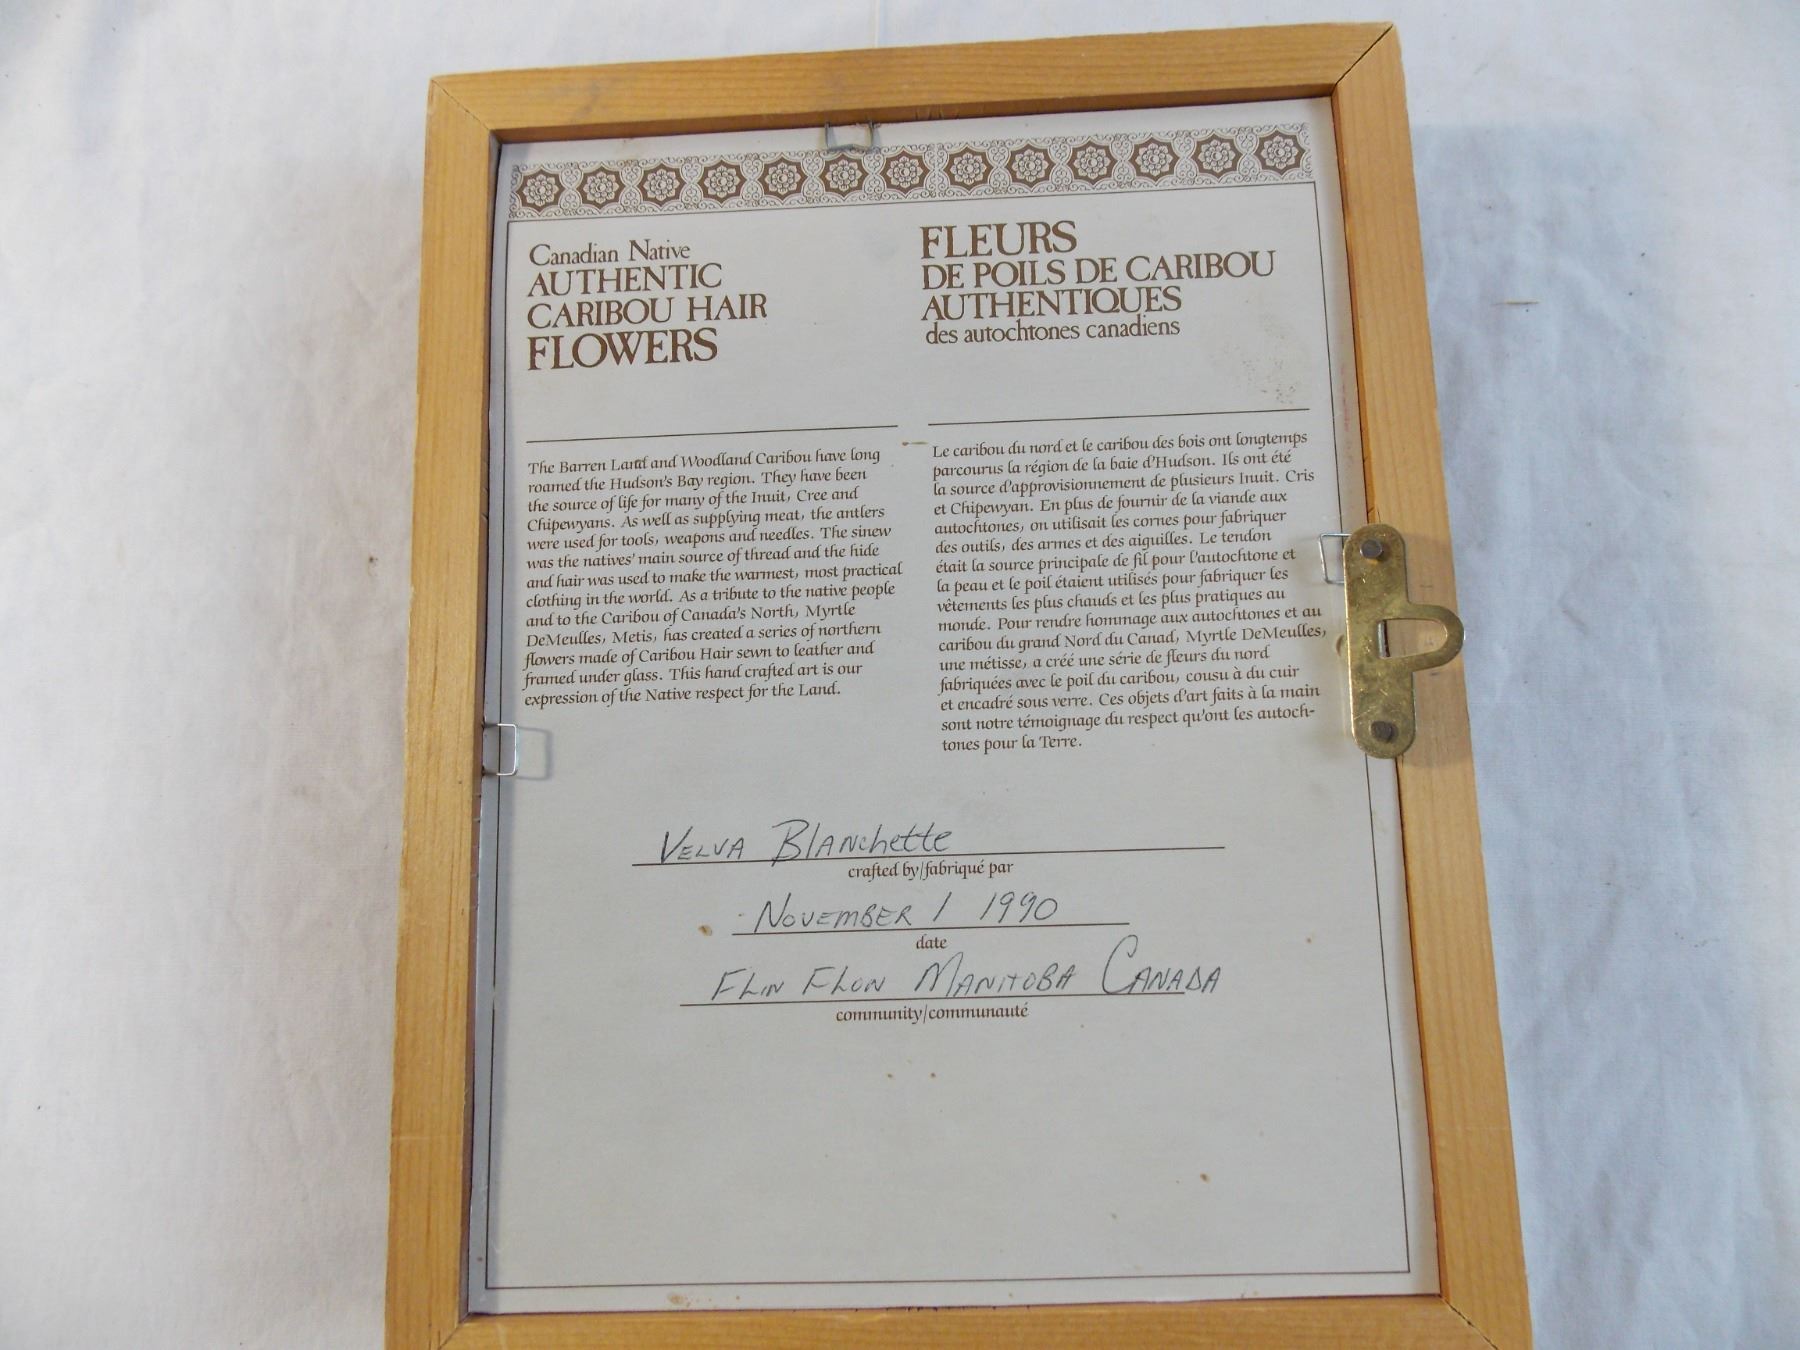 Canadian Native
AUTHENTIC
CARIBOU HAIR
FLOWERS
The Barren Land and Woodland Caribou have long
roamed the Hudson's Bay region. They have been
the source of life for many of the Inuit, Cree and
Chipewyans. As well as supplying meat, the antlers
were used for tools, weapons and needles. The sinew
was the natives' main source of thread and the hide
and hair was used to make the warmest, most practical
clothing in the world. As a tribute to the native people
and to the Caribou of Canada's North, Myrtle
DeMeulles, Metis, has created a series of northern
flowers made of Caribou Hair sewn to leather and
framed under glass. This hand crafted art is our
expression of the Native respect for the Land.
FLEURS
DE POILS DE CARIBOU
AUTHENTIQUES
des autochtones canadiens
Le caribou du nord et le caribou des bois ont longtemps
parcourus la région de la baie d'Hudson. Ils ont été
la source d'approvisionnement de plusieurs Inuit. Cris
et Chipewyan. En plus de fournir de la viande aux
autochtones, on utilisait les cornes pour fabriquer
des outils, des armes et des aiguilles. Le tendon
était la source principale de fil pour l'autochtone et
la peau et le poil étaient utilisés pour fabriquer les
vêtements les plus chauds et les plus pratiques au
monde. Pour rendre hommage aux autochtones et au
caribou du grand Nord du Canad, Myrtle DeMeulles,
une métisse, a créé une série de fleurs du nord
fabriquées avec le poil du caribou, cousu à du cuir
et encadré sous verre. Ces objets d'art faits à la main
sont notre témoignage du respect qu'ont les autoch-
tones pour la Terre.
VELVA BLANchette
crafted by/fabriqué par
NOVEMBER 1 1990
date
FLIN FLON MANITOBA CANADA
community/communauté